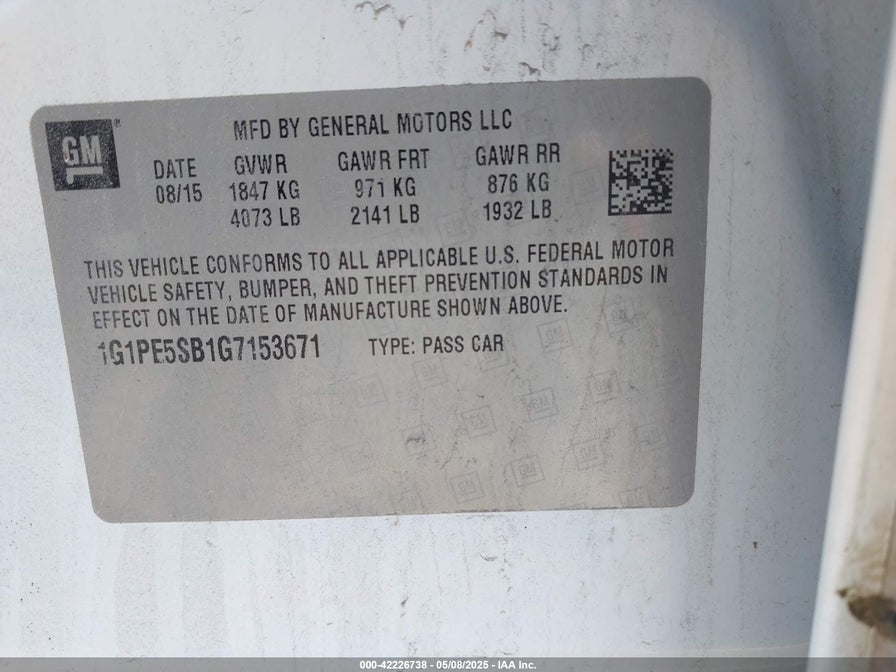 GM
MFD BY GENERAL MOTORS LLC
DATE GVWR GAWR FRT GAWR RR
08/15 1847 KG 971 KG 876 KG
4073 LB 2141 LB 1932 LB
THIS VEHICLE CONFORMS TO ALL APPLICABLE U.S. FEDERAL MOTOR
VEHICLE SAFETY, BUMPER, AND THEFT PREVENTION STANDARDS IN
EFFECT ON THE DATE OF MANUFACTURE SHOWN ABOVE.
1G1PE5SB1G7153671 TYPE: PASS CAR
000-42226738 - 05/08/2025 - IAA Inc.